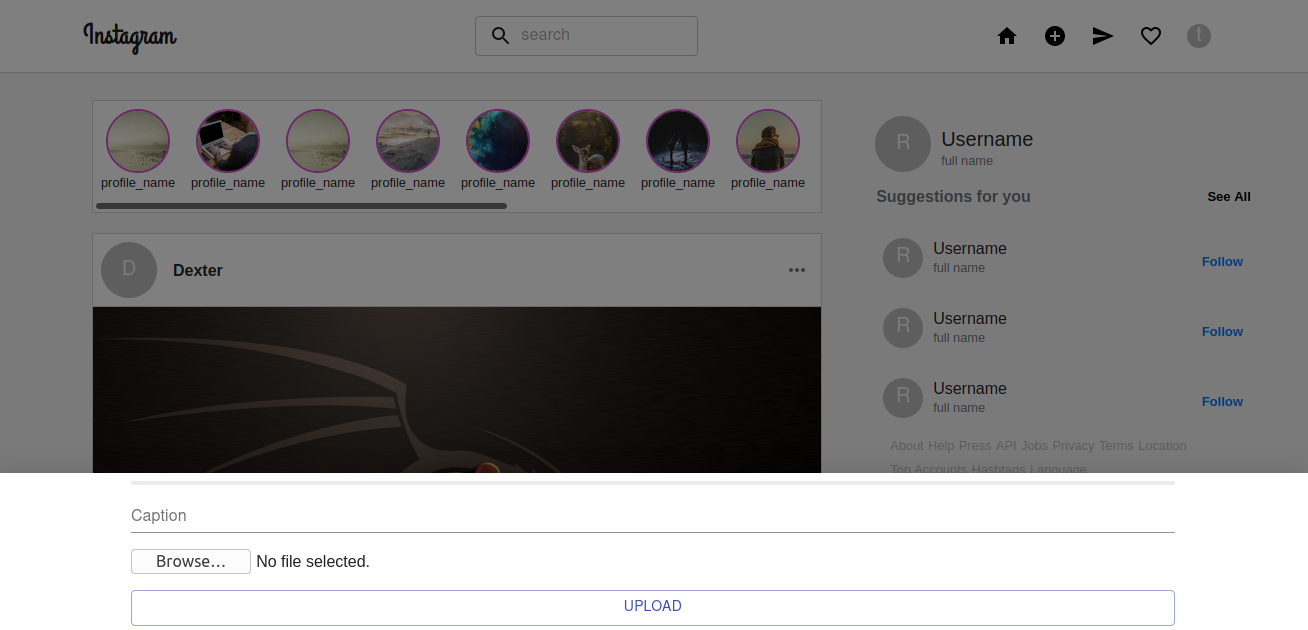 Instagram
search
t
profile_name profile_name profile_name profile_name profile_name profile_name profile_name profile_name
D
Dexter
R
Username
full name
Suggestions for you
See All
R
Username
full name
Follow
R
Username
full name
Follow
R
Username
full name
Follow
About Help Press API Jobs Privacy Terms Location
Top Accounts Hashtags Language
Caption
Browse... No file selected.
UPLOAD